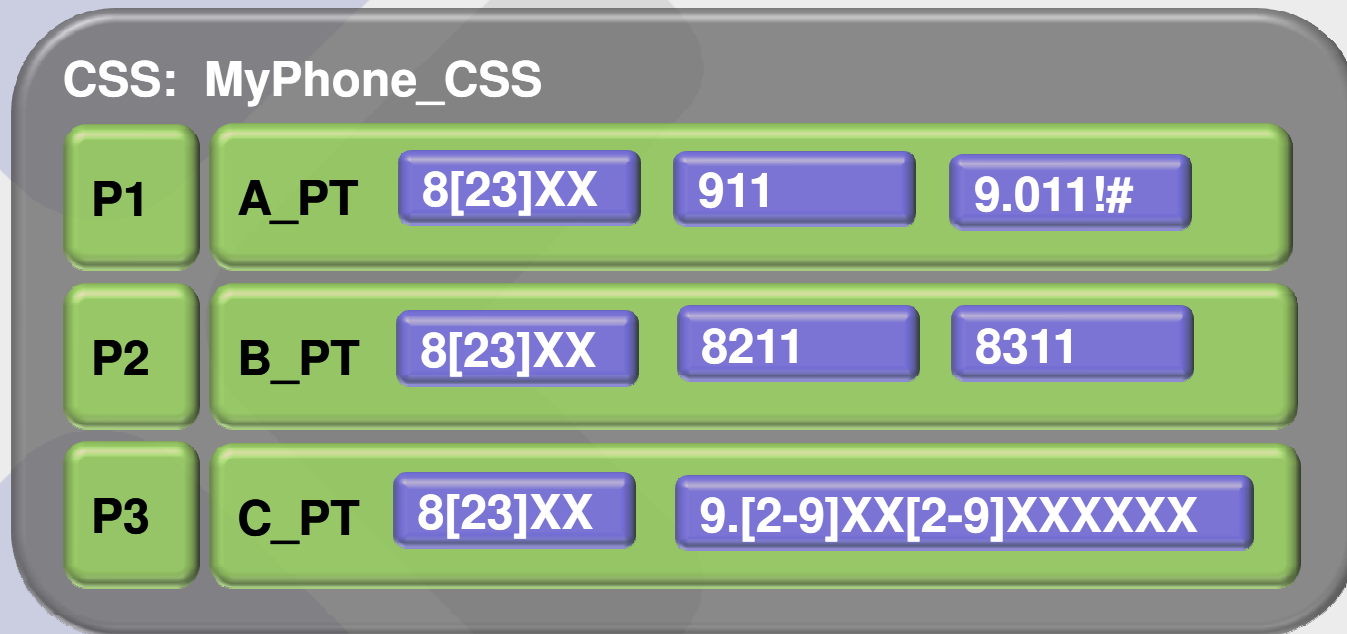 CSS: MyPhone_CSS
P1 A_PT 8[23]XX 911 9.011!#
P2 B_PT 8[23]XX 8211 8311
P3 C_PT 8[23]XX 9.[2-9]XX[2-9]XXXXXX